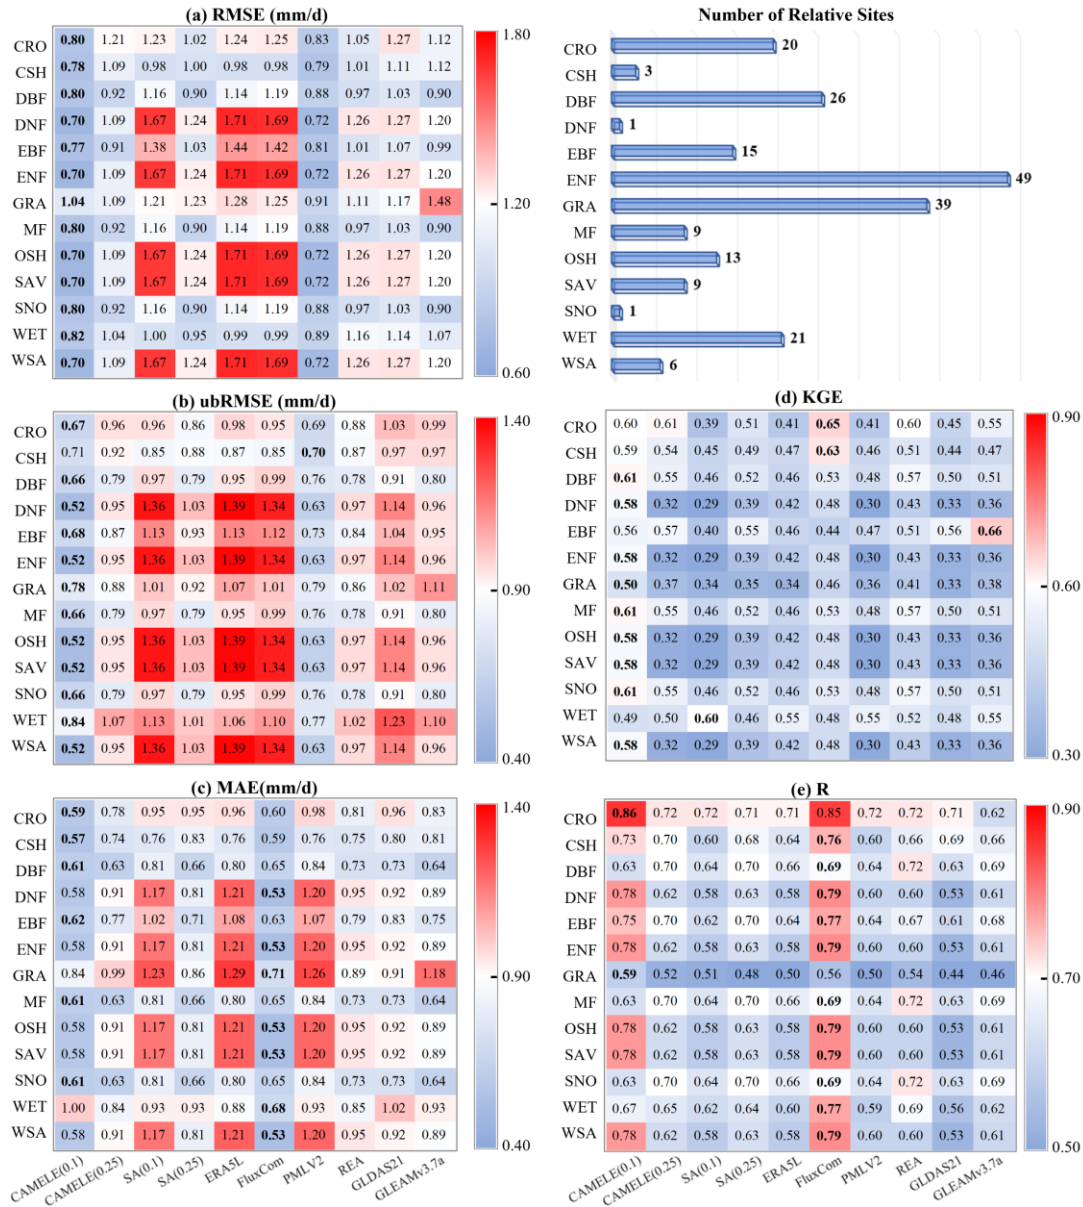 (a) RMSE (mm/d)
CRO 0.80 1.21 1.23 1.02 1.24 1.25 0.83 1.05 1.27 1.12
CSH 0.78 1.09 0.98 1.00 0.98 0.98 0.79 1.01 1.11 1.12
DBF 0.80 0.92 1.16 0.90 1.14 1.19 0.88 0.97 1.03 0.90
DNF 0.70 1.09 1.67 1.24 1.71 1.69 0.72 1.26 1.27 1.20
EBF 0.77 0.91 1.38 1.03 1.44 1.42 0.81 1.01 1.07 0.99
ENF 0.70 1.09 1.67 1.24 1.71 1.69 0.72 1.26 1.27 1.20
GRA 1.04 1.09 1.21 1.23 1.28 1.25 0.91 1.11 1.17 1.48
MF 0.80 0.92 1.16 0.90 1.14 1.19 0.88 0.97 1.03 0.90
OSH 0.70 1.09 1.67 1.24 1.71 1.69 0.72 1.26 1.27 1.20
SAV 0.70 1.09 1.67 1.24 1.71 1.69 0.72 1.26 1.27 1.20
SNO 0.80 0.92 1.16 0.90 1.14 1.19 0.88 0.97 1.03 0.90
WET 0.82 1.04 1.00 0.95 0.99 0.99 0.89 1.16 1.14 1.07
WSA 0.70 1.09 1.67 1.24 1.71 1.69 0.72 1.26 1.27 1.20
1.80
1.20
0.60
Number of Relative Sites
CRO 20
CSH 3
DBF 26
DNF 1
EBF 15
ENF 49
GRA 39
MF 9
OSH 13
SAV 9
SNO 1
WET 21
WSA 6
(b) ubRMSE (mm/d)
CRO 0.67 0.96 0.96 0.86 0.98 0.95 0.69 0.88 1.03 0.99
CSH 0.71 0.92 0.85 0.88 0.87 0.85 0.70 0.87 0.97 0.97
DBF 0.66 0.79 0.97 0.79 0.95 0.99 0.76 0.78 0.91 0.80
DNF 0.52 0.95 1.36 1.03 1.39 1.34 0.63 0.97 1.14 0.96
EBF 0.68 0.87 1.13 0.93 1.13 1.12 0.73 0.84 1.04 0.95
ENF 0.52 0.95 1.36 1.03 1.39 1.34 0.63 0.97 1.14 0.96
GRA 0.78 0.88 1.01 0.92 1.07 1.01 0.79 0.86 1.02 1.11
MF 0.66 0.79 0.97 0.79 0.95 0.99 0.76 0.78 0.91 0.80
OSH 0.52 0.95 1.36 1.03 1.39 1.34 0.63 0.97 1.14 0.96
SAV 0.52 0.95 1.36 1.03 1.39 1.34 0.63 0.97 1.14 0.96
SNO 0.66 0.79 0.97 0.79 0.95 0.99 0.76 0.78 0.91 0.80
WET 0.84 1.07 1.13 1.01 1.06 1.10 0.77 1.02 1.23 1.10
WSA 0.52 0.95 1.36 1.03 1.39 1.34 0.63 0.97 1.14 0.96
1.40
0.90
0.40
(d) KGE
CRO 0.60 0.61 0.39 0.51 0.41 0.65 0.41 0.60 0.45 0.55
CSH 0.59 0.54 0.45 0.49 0.47 0.63 0.46 0.51 0.44 0.47
DBF 0.61 0.55 0.46 0.52 0.46 0.53 0.48 0.57 0.50 0.51
DNF 0.58 0.32 0.29 0.39 0.42 0.48 0.30 0.43 0.33 0.36
EBF 0.56 0.57 0.40 0.55 0.46 0.44 0.47 0.51 0.56 0.66
ENF 0.58 0.32 0.29 0.39 0.42 0.48 0.30 0.43 0.33 0.36
GRA 0.50 0.37 0.34 0.35 0.34 0.46 0.36 0.41 0.33 0.38
MF 0.61 0.55 0.46 0.52 0.46 0.53 0.48 0.57 0.50 0.51
OSH 0.58 0.32 0.29 0.39 0.42 0.48 0.30 0.43 0.33 0.36
SAV 0.58 0.32 0.29 0.39 0.42 0.48 0.30 0.43 0.33 0.36
SNO 0.61 0.55 0.46 0.52 0.46 0.53 0.48 0.57 0.50 0.51
WET 0.49 0.50 0.60 0.46 0.55 0.48 0.55 0.52 0.48 0.55
WSA 0.58 0.32 0.29 0.39 0.42 0.48 0.30 0.43 0.33 0.36
0.90
0.60
0.30
(c) MAE(mm/d)
CRO 0.59 0.78 0.95 0.95 0.96 0.60 0.98 0.81 0.96 0.83
CSH 0.57 0.74 0.76 0.83 0.76 0.59 0.76 0.75 0.80 0.81
DBF 0.61 0.63 0.81 0.66 0.80 0.65 0.84 0.73 0.73 0.64
DNF 0.58 0.91 1.17 0.81 1.21 0.53 1.20 0.95 0.92 0.89
EBF 0.62 0.77 1.02 0.71 1.08 0.63 1.07 0.79 0.83 0.75
ENF 0.58 0.91 1.17 0.81 1.21 0.53 1.20 0.95 0.92 0.89
GRA 0.84 0.99 1.23 0.86 1.29 0.71 1.26 0.89 0.91 1.18
MF 0.61 0.63 0.81 0.66 0.80 0.65 0.84 0.73 0.73 0.64
OSH 0.58 0.91 1.17 0.81 1.21 0.53 1.20 0.95 0.92 0.89
SAV 0.58 0.91 1.17 0.81 1.21 0.53 1.20 0.95 0.92 0.89
SNO 0.61 0.63 0.81 0.66 0.80 0.65 0.84 0.73 0.73 0.64
WET 1.00 0.84 0.93 0.93 0.88 0.68 0.93 0.85 1.02 0.93
WSA 0.58 0.91 1.17 0.81 1.21 0.53 1.20 0.95 0.92 0.89
CAMELE(0.1) CAMELE(0.25) SA(0.1) SA(0.25) ERA5L FluxCom PMLV2 REA GLDAS21 GLEAMv3.7a
1.40
0.90
0.40
(e) R
CRO 0.86 0.72 0.72 0.71 0.71 0.85 0.72 0.72 0.71 0.62
CSH 0.73 0.70 0.60 0.68 0.64 0.76 0.60 0.66 0.69 0.66
DBF 0.63 0.70 0.64 0.70 0.66 0.69 0.64 0.72 0.63 0.69
DNF 0.78 0.62 0.58 0.63 0.58 0.79 0.60 0.60 0.53 0.61
EBF 0.75 0.70 0.62 0.70 0.64 0.77 0.64 0.67 0.61 0.68
ENF 0.78 0.62 0.58 0.63 0.58 0.79 0.60 0.60 0.53 0.61
GRA 0.59 0.52 0.51 0.48 0.50 0.56 0.50 0.54 0.44 0.46
MF 0.63 0.70 0.64 0.70 0.66 0.69 0.64 0.72 0.63 0.69
OSH 0.78 0.62 0.58 0.63 0.58 0.79 0.60 0.60 0.53 0.61
SAV 0.78 0.62 0.58 0.63 0.58 0.79 0.60 0.60 0.53 0.61
SNO 0.63 0.70 0.64 0.70 0.66 0.69 0.64 0.72 0.63 0.69
WET 0.67 0.65 0.62 0.64 0.60 0.77 0.59 0.69 0.56 0.62
WSA 0.78 0.62 0.58 0.63 0.58 0.79 0.60 0.60 0.53 0.61
CAMELE(0.1) CAMELE(0.25) SA(0.1) SA(0.25) ERA5L FluxCom PMLV2 REA GLDAS21 GLEAMv3.7a
0.90
0.70
0.50